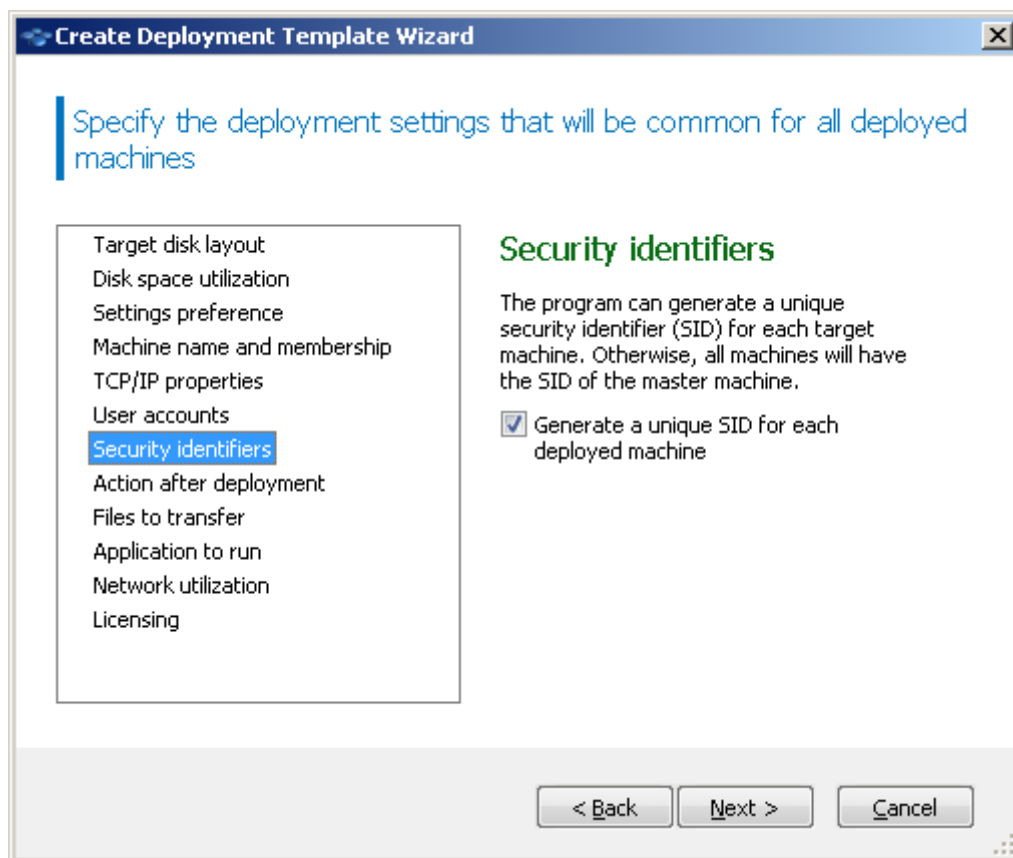 Create Deployment Template Wizard
Specify the deployment settings that will be common for all deployed
machines
Target disk layout
Disk space utilization
Settings preference
Machine name and membership
TCP/IP properties
User accounts
Security identifiers
Action after deployment
Files to transfer
Application to run
Network utilization
Licensing
Security identifiers
The program can generate a unique
security identifier (SID) for each target
machine. Otherwise, all machines will have
the SID of the master machine.
Generate a unique SID for each
deployed machine
< Back
Next >
Cancel